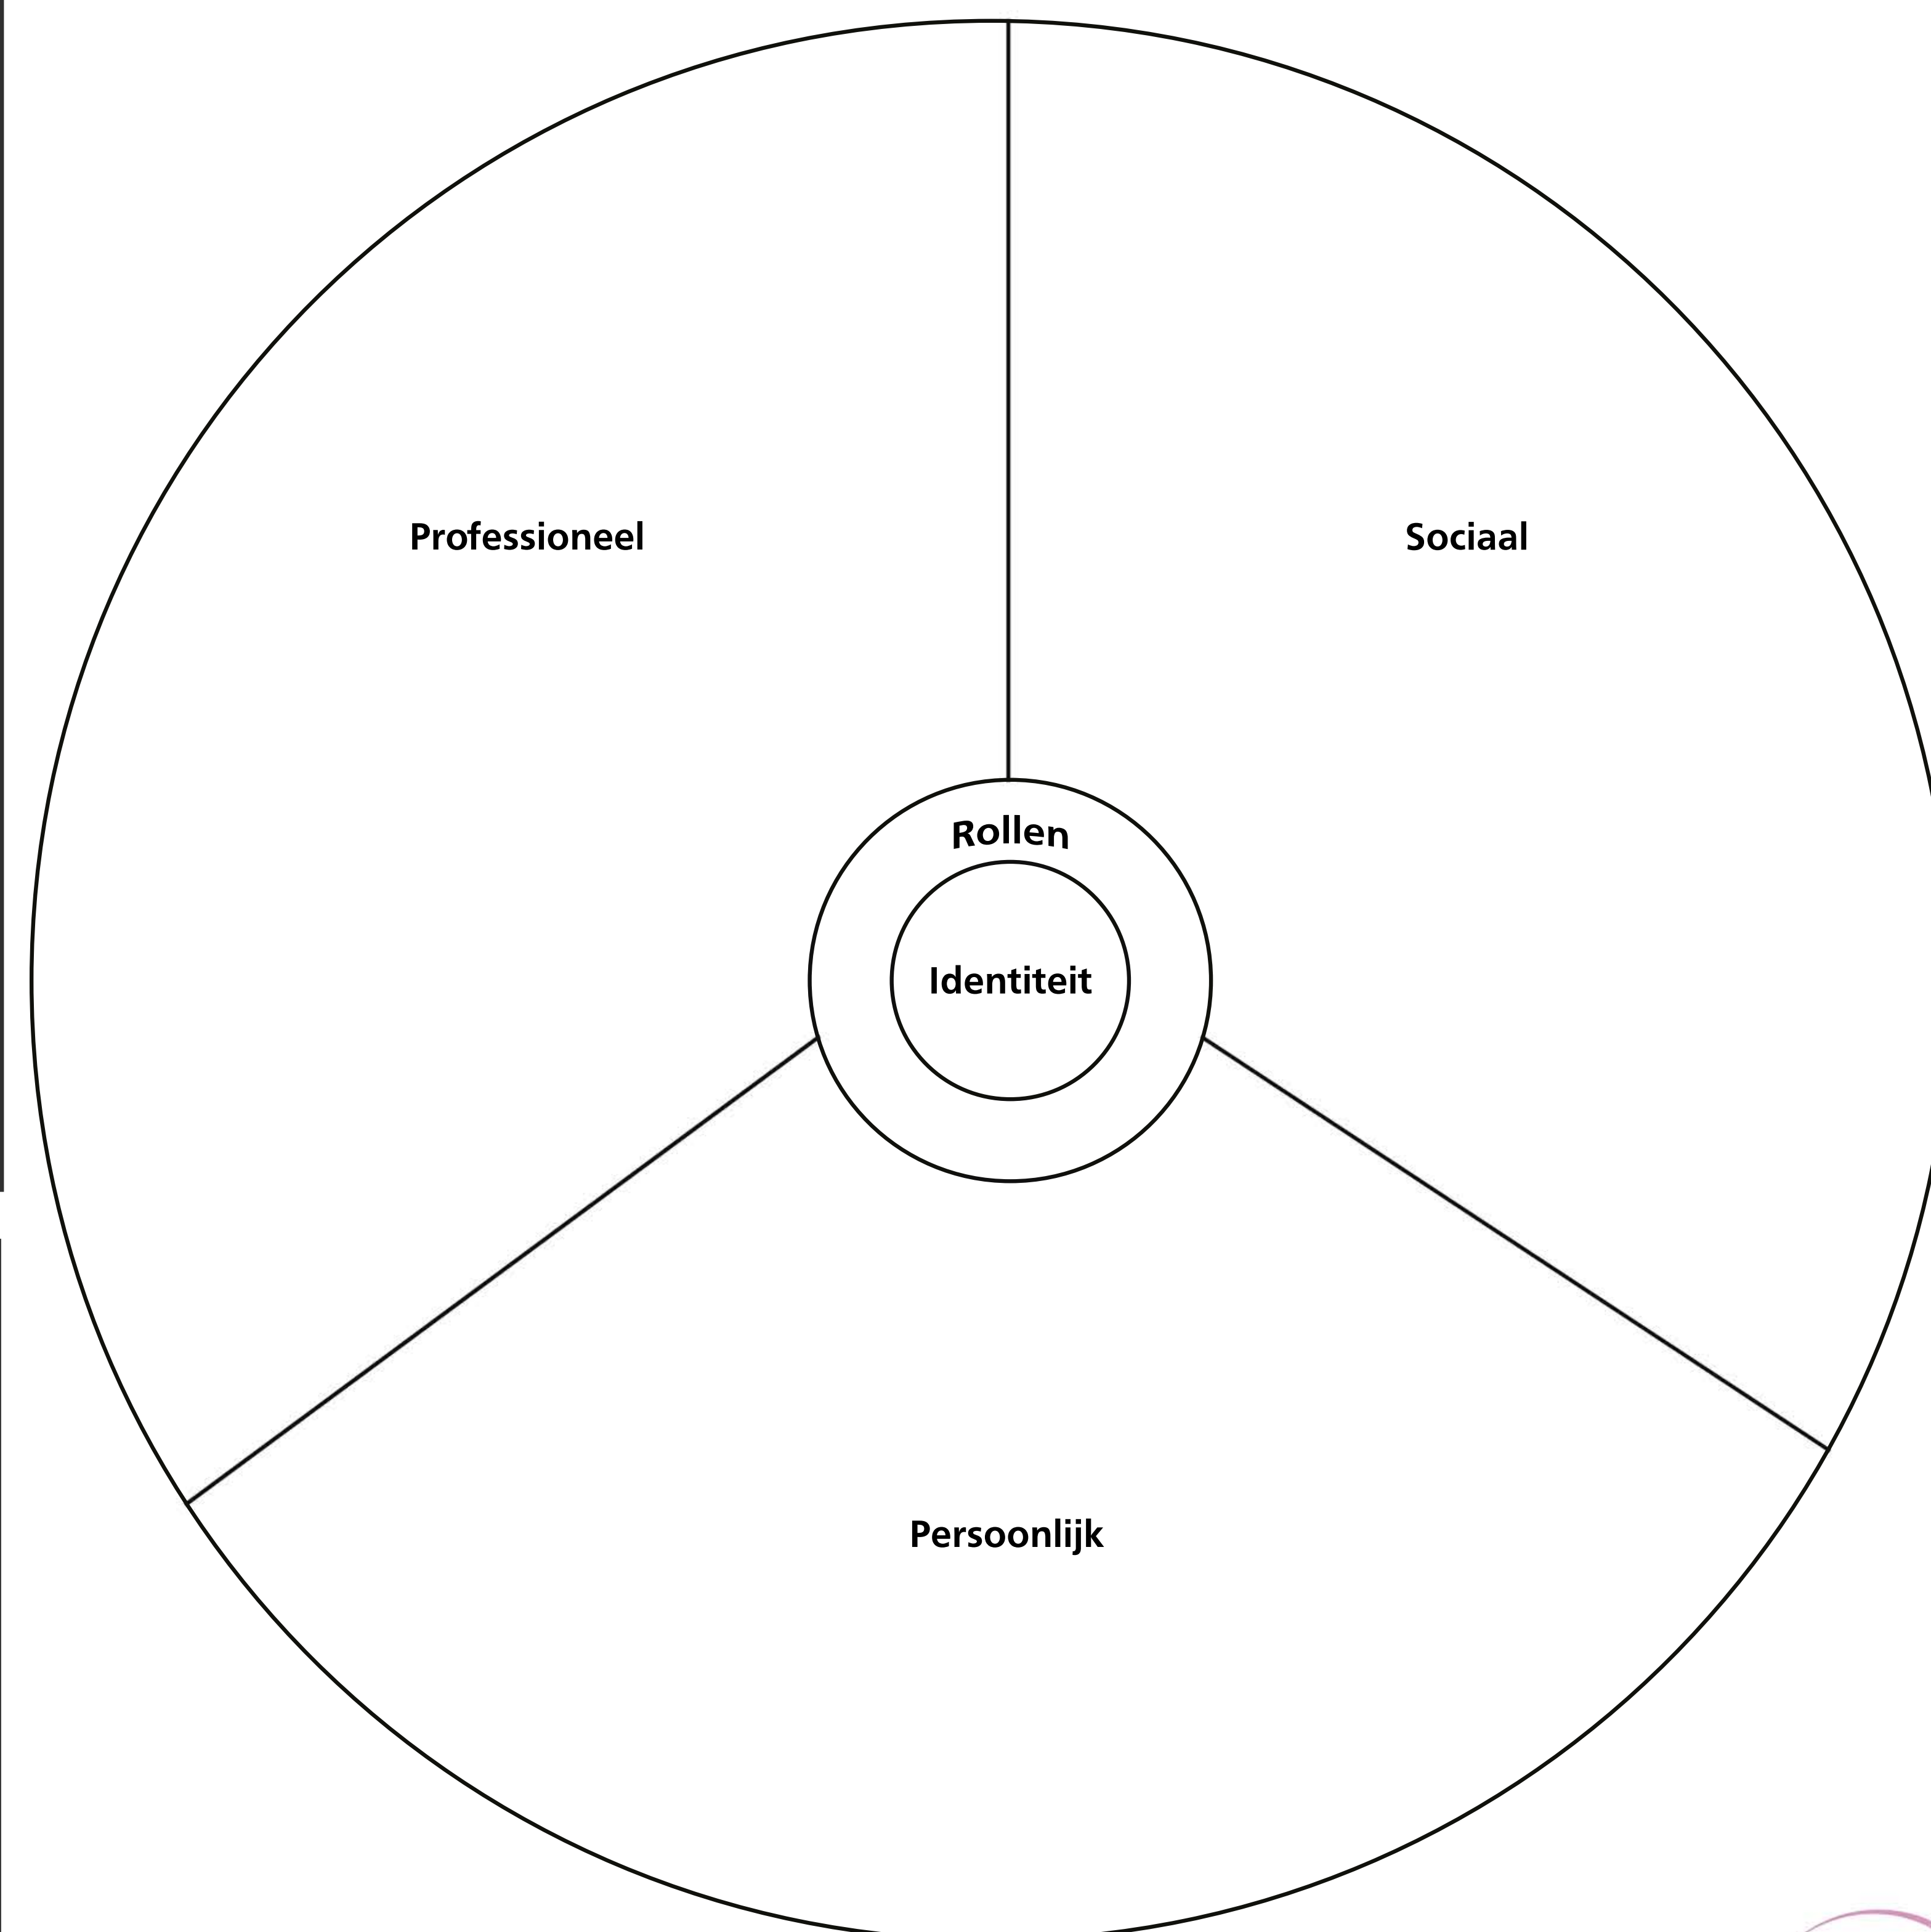 Professioneel
Sociaal
Rollen
Identiteit
Persoonlijk